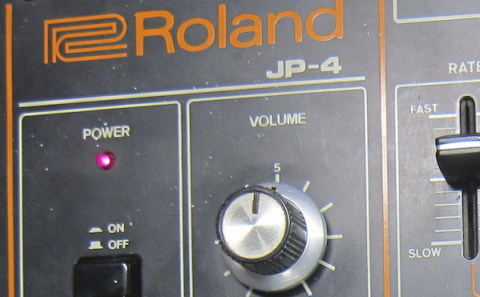 Roland
JP-4
POWER
ON
OFF
VOLUME
5
RATE
FAST
SLOW